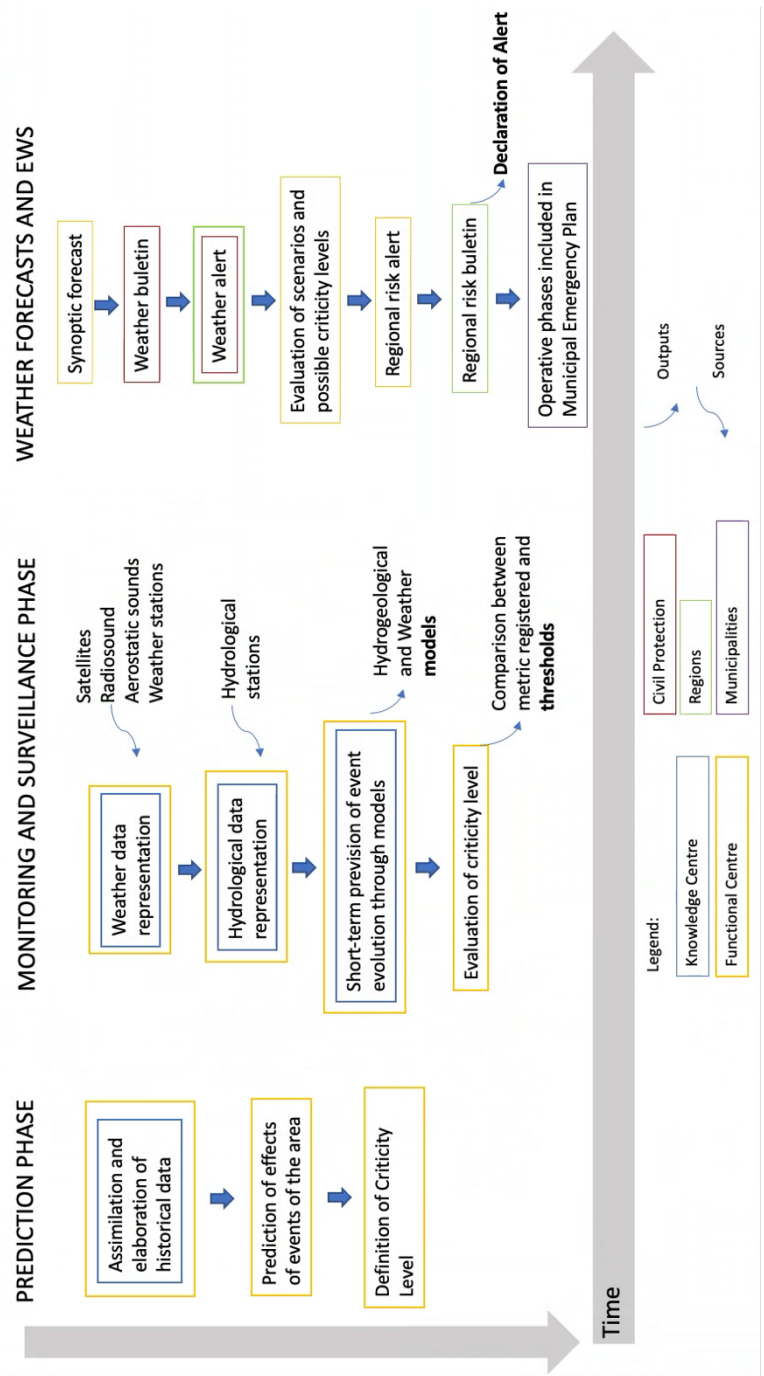 PREDICTION PHASE
Assimilation and
elaboration of
historical data
Prediction of effects
of events of the area
Definition of Criticity
Level
MONITORING AND SURVEILLANCE PHASE
Weather data
representation
Satellites
Radiosound
Aerostatic sounds
Weather stations
Hydrological data
representation
Hydrological
stations
Short-term prevision of event
evolution through models
Hydrogeological
and Weather
models
Evaluation of criticity level
Comparison between
metric registered and
thresholds
WEATHER FORECASTS AND EWS
Synoptic forecast
Weather buletin
Weather alert
Evaluation of scenarios and
possible criticity levels
Regional risk alert
Regional risk buletin
Declaration of Alert
Operative phases included in
Municipal Emergency Plan
Time
Legend:
Knowledge Centre
Functional Centre
Civil Protection
Regions
Municipalities
Outputs
Sources